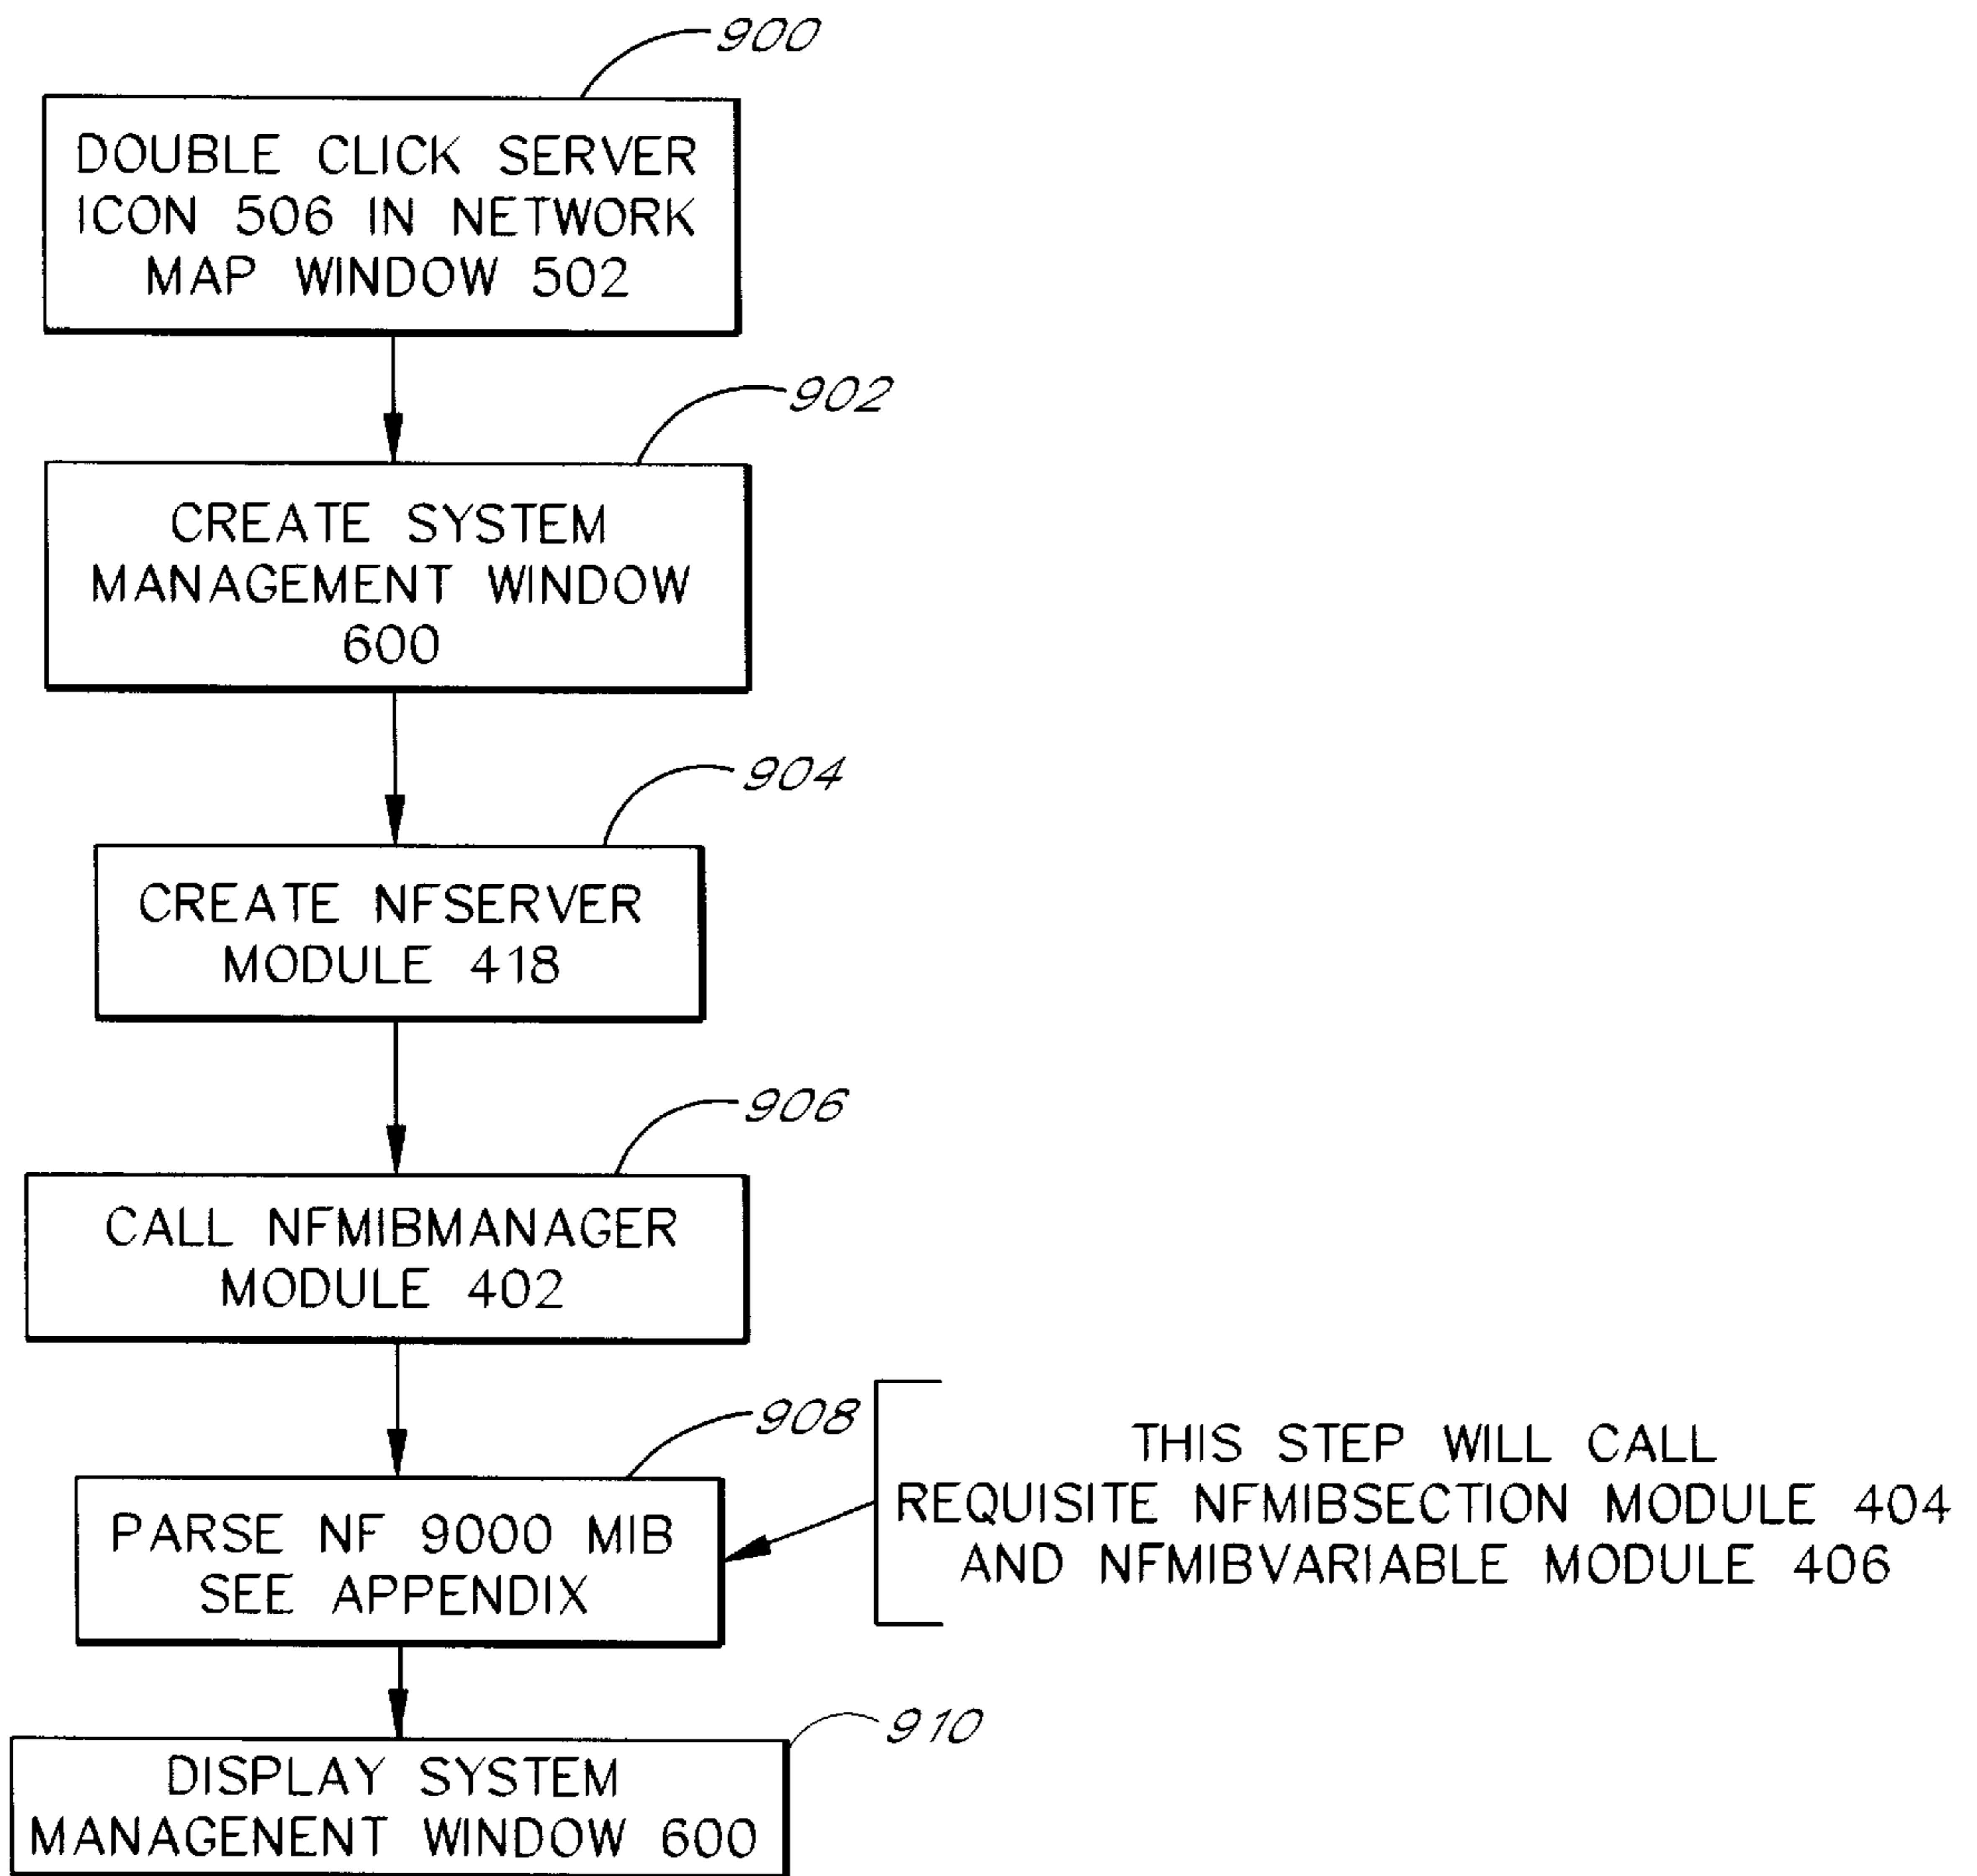 900
DOUBLE CLICK SERVER
ICON 506 IN NETWORK
MAP WINDOW 502
902
CREATE SYSTEM
MANAGEMENT WINDOW
600
904
CREATE NFSERVER
MODULE 418
906
CALL NFMIBMANAGER
MODULE 402
908
PARSE NF 9000 MIB
SEE APPENDIX
THIS STEP WILL CALL
REQUISITE NFMIBSECTION MODULE 404
AND NFMIBVARIABLE MODULE 406
910
DISPLAY SYSTEM
MANAGENENT WINDOW 600